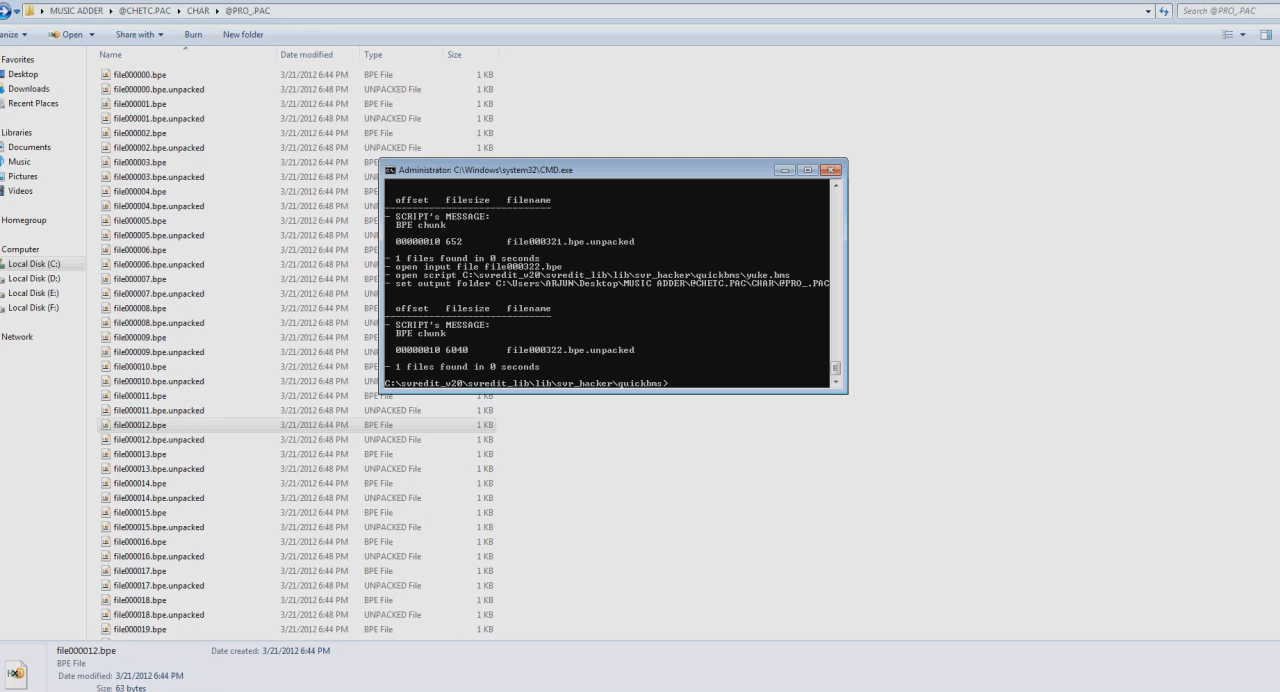 MUSIC ADDER ▸ @CHETC.PAC ▸ CHAR ▸ @PRO_.PAC
Search @PRO_.PAC
anize Open Share with Burn New folder
Name Date modified Type Size
Favorites
Desktop
Downloads
Recent Places
Libraries
Documents
Music
Pictures
Videos
Homegroup
Computer
Local Disk (C:)
Local Disk (D:)
Local Disk (E:)
Local Disk (F:)
Network
file000000.bpe 3/21/2012 6:44 PM BPE File 1 KB
file000000.bpe.unpacked 3/21/2012 6:48 PM UNPACKED File 1 KB
file000001.bpe 3/21/2012 6:44 PM BPE File 1 KB
file000001.bpe.unpacked 3/21/2012 6:48 PM UNPACKED File 1 KB
file000002.bpe 3/21/2012 6:44 PM BPE File 1 KB
file000002.bpe.unpacked 3/21/2012 6:48 PM UNPACKED File 1 KB
file000003.bpe 3/21/2012 6:44 PM
file000003.bpe.unpacked 3/21/2012 6:48 PM
file000004.bpe 3/21/2012 6:44 PM
file000004.bpe.unpacked 3/21/2012 6:48 PM
file000005.bpe 3/21/2012 6:44 PM
file000005.bpe.unpacked 3/21/2012 6:48 PM
file000006.bpe 3/21/2012 6:44 PM
file000006.bpe.unpacked 3/21/2012 6:48 PM
file000007.bpe 3/21/2012 6:44 PM
file000007.bpe.unpacked 3/21/2012 6:48 PM
file000008.bpe 3/21/2012 6:44 PM
file000008.bpe.unpacked 3/21/2012 6:48 PM
file000009.bpe 3/21/2012 6:44 PM
file000009.bpe.unpacked 3/21/2012 6:48 PM
file000010.bpe 3/21/2012 6:44 PM
file000010.bpe.unpacked 3/21/2012 6:48 PM
file000011.bpe 3/21/2012 6:44 PM BPE File 1 KB
file000011.bpe.unpacked 3/21/2012 6:48 PM UNPACKED File 1 KB
file000012.bpe 3/21/2012 6:44 PM BPE File 1 KB
file000012.bpe.unpacked 3/21/2012 6:48 PM UNPACKED File 1 KB
file000013.bpe 3/21/2012 6:44 PM BPE File 1 KB
file000013.bpe.unpacked 3/21/2012 6:48 PM UNPACKED File 1 KB
file000014.bpe 3/21/2012 6:44 PM BPE File 1 KB
file000014.bpe.unpacked 3/21/2012 6:48 PM UNPACKED File 1 KB
file000015.bpe 3/21/2012 6:44 PM BPE File 1 KB
file000015.bpe.unpacked 3/21/2012 6:48 PM UNPACKED File 1 KB
file000016.bpe 3/21/2012 6:44 PM BPE File 1 KB
file000016.bpe.unpacked 3/21/2012 6:48 PM UNPACKED File 1 KB
file000017.bpe 3/21/2012 6:44 PM BPE File 1 KB
file000017.bpe.unpacked 3/21/2012 6:48 PM UNPACKED File 1 KB
file000018.bpe 3/21/2012 6:44 PM BPE File 1 KB
file000018.bpe.unpacked 3/21/2012 6:48 PM UNPACKED File 1 KB
file000019.bpe 3/21/2012 6:44 PM BPE File 1 KB
Administrator: C:\Windows\system32\CMD.exe
offset filesize filename
- SCRIPT's MESSAGE:
BPE chunk
00000010 652 file000321.bpe.unpacked
- 1 files found in 0 seconds
- open input file file000322.bpe
- open script C:\svredit_v20\svredit_lib\lib\svr_hacker\quickbms\yuke.bms
- set output folder C:\Users\ARJUN\Desktop\MUSIC ADDER\@CHETC.PAC\CHAR\@PRO_.PAC
offset filesize filename
- SCRIPT's MESSAGE:
BPE chunk
00000010 6040 file000322.bpe.unpacked
- 1 files found in 0 seconds
C:\svredit_v20\svredit_lib\lib\svr_hacker\quickbms>
file000012.bpe Date created: 3/21/2012 6:44 PM
BPE File
Date modified: 3/21/2012 6:44 PM
Size: 63 bytes